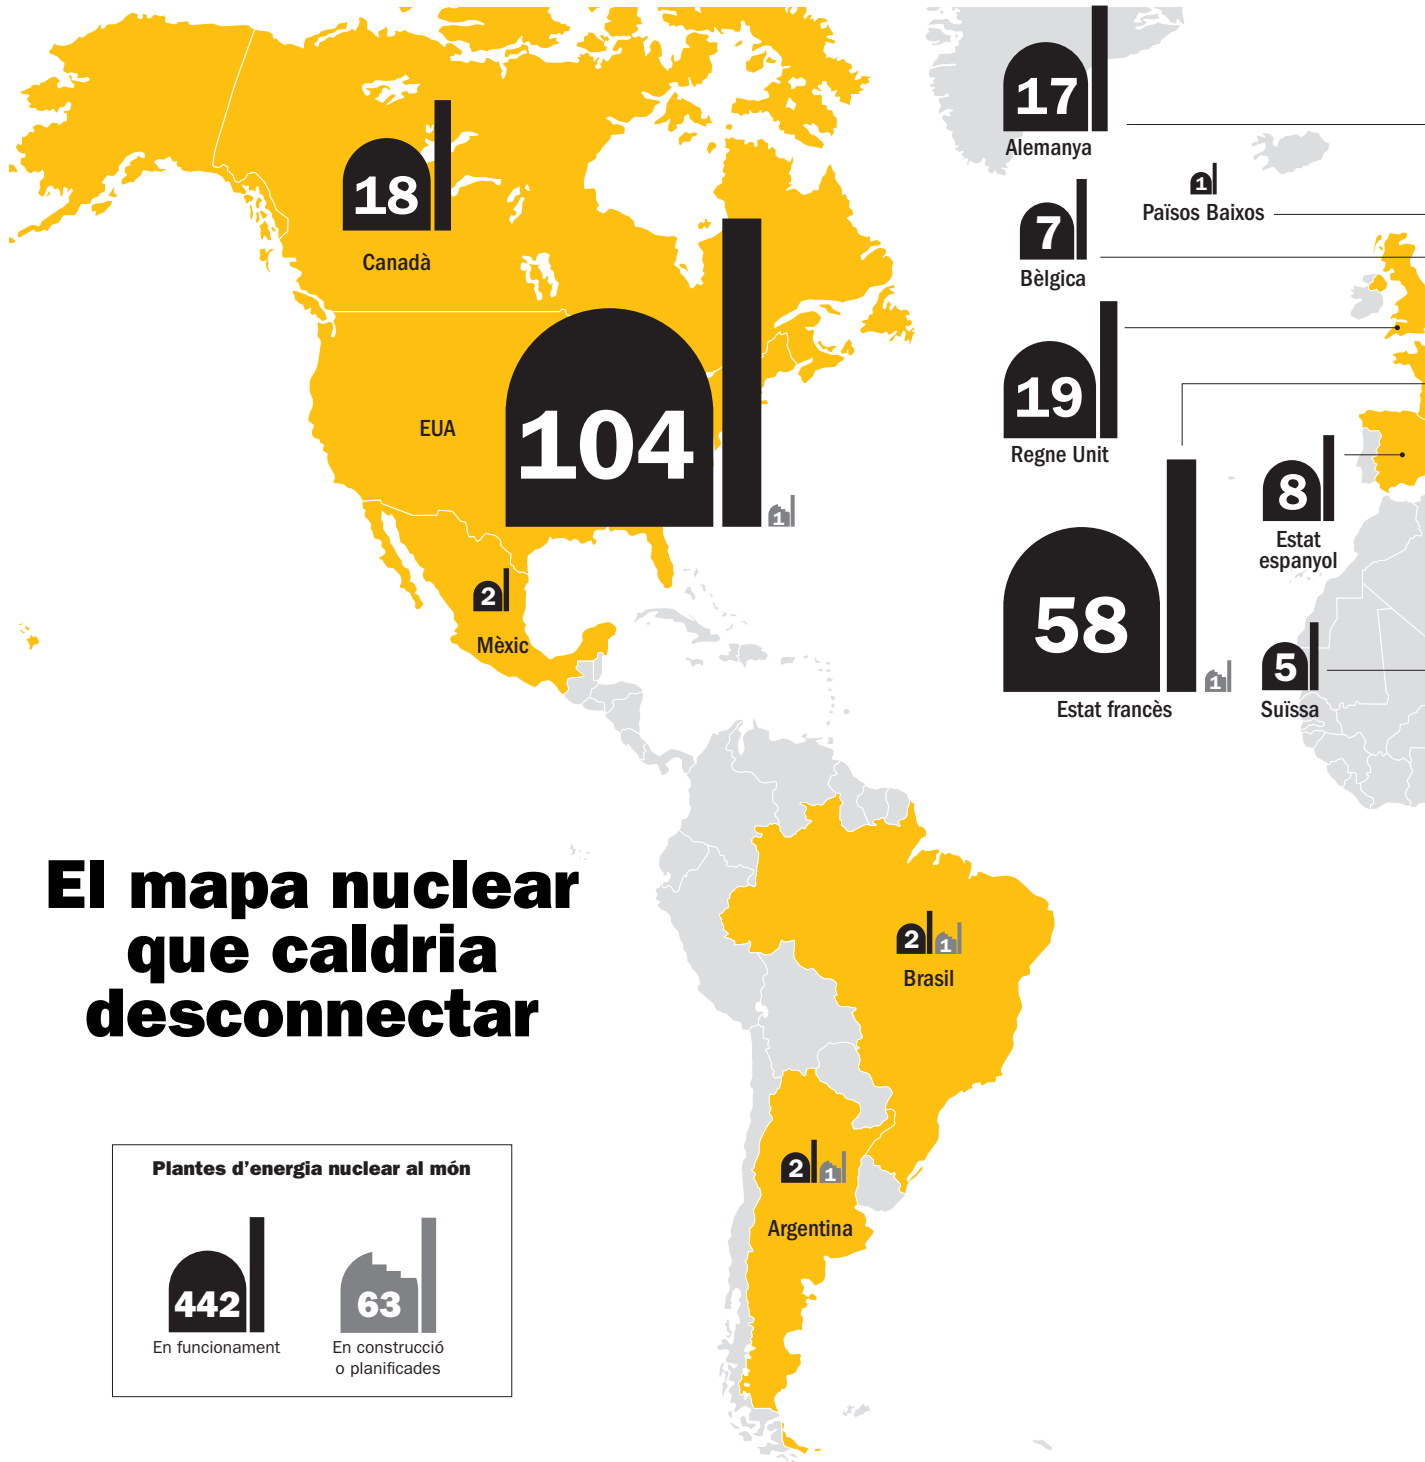 18
Canadà
EUA
104
1
2
Mèxic
17
Alemanya
1
Països Baixos
7
Bèlgica
19
Regne Unit
8
Estat
espanyol
58
1
Estat francès
5
Suïssa
El mapa nuclear
que caldria
desconnectar
2
1
Brasil
2
1
Argentina
Plantes d’energia nuclear al món
442
En funcionament
63
En construcció
o planificades